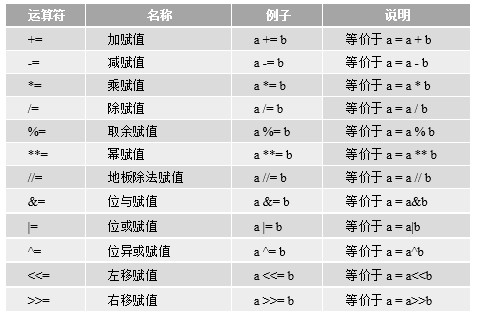 运算符 名称 例子 说明
+= 加赋值 a += b 等价于 a = a + b
-= 减赋值 a -= b 等价于 a = a - b
*= 乘赋值 a *= b 等价于 a = a * b
/= 除赋值 a /= b 等价于 a = a / b
%= 取余赋值 a %= b 等价于 a = a % b
**= 幂赋值 a **= b 等价于 a = a ** b
//= 地板除法赋值 a //= b 等价于 a = a // b
&= 位与赋值 a &= b 等价于 a = a&b
|= 位或赋值 a |= b 等价于 a = a|b
^= 位异或赋值 a ^= b 等价于 a = a^b
<<= 左移赋值 a <<= b 等价于 a = a<<b
>>= 右移赋值 a >>= b 等价于 a = a>>b